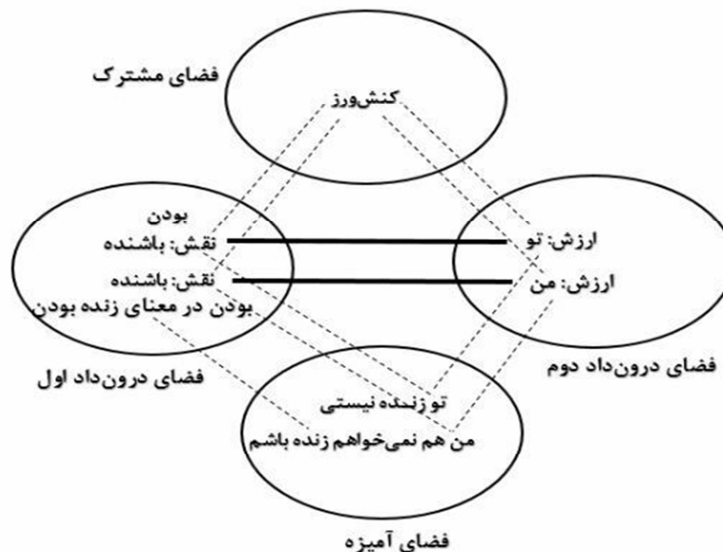 فضای مشترک
کنش‌ورز
بودن
نقش: باشنده
نقش: باشنده
بودن در معنای زنده بودن
فضای درون‌داد اول
ارزش: تو
ارزش: من
فضای درون‌داد دوم
تو زنده نیستی
من هم نمی‌خواهم زنده باشم
فضای آمیزه